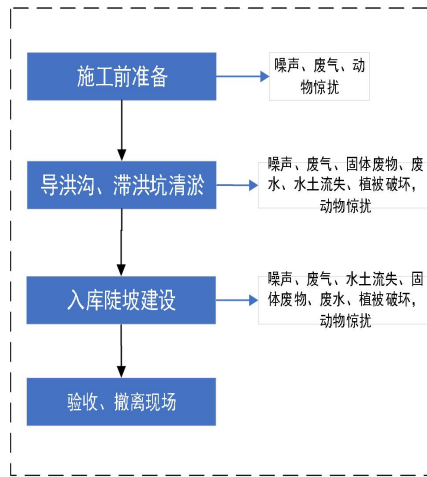 施工前准备
噪声、废气、动
物惊扰
导洪沟、滞洪坑清淤
噪声、废气、固体废物、废
水、水土流失、植被破坏，
动物惊扰
入库陡坡建设
噪声、废气、水土流失、固
体废物、废水、植被破坏，
动物惊扰
验收、撤离现场